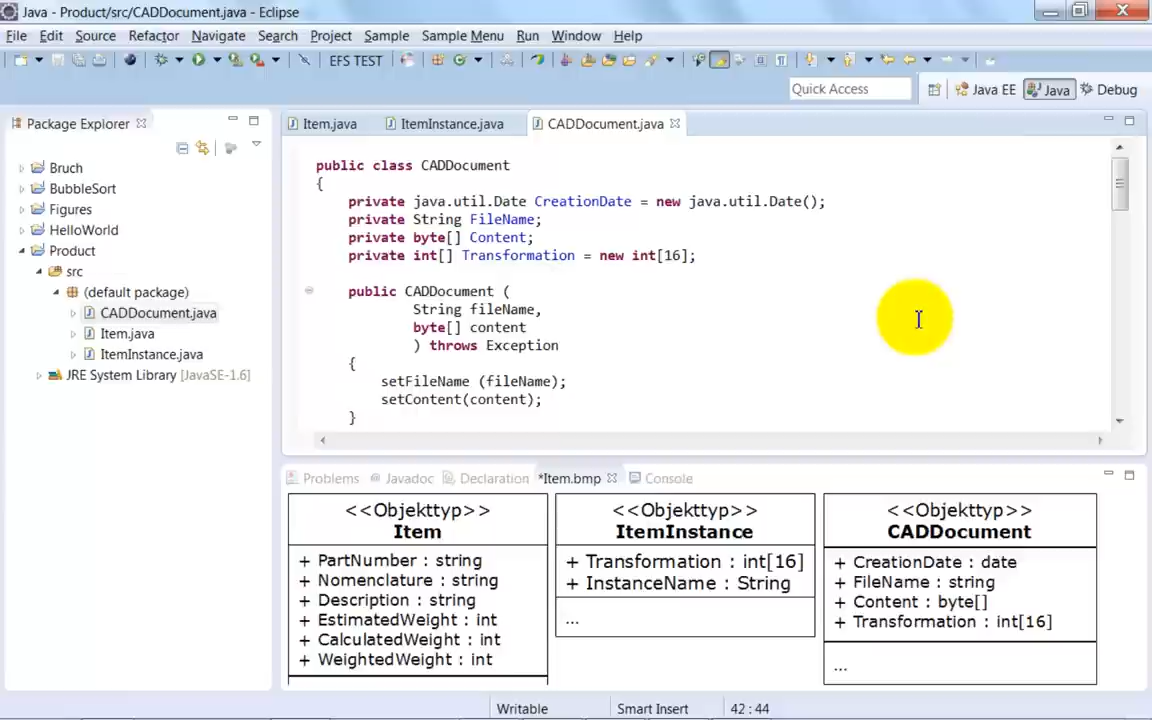 Java - Product/src/CADDocument.java - Eclipse
File Edit Source Refactor Navigate Search Project Sample Sample Menu Run Window Help
EFS TEST
Quick Access
Java EE
Java
Debug
Package Explorer
Bruch
BubbleSort
Figures
HelloWorld
Product
src
(default package)
CADDocument.java
Item.java
ItemInstance.java
JRE System Library [JavaSE-1.6]
Item.java
ItemInstance.java
CADDocument.java
public class CADDocument
{
private java.util.Date CreationDate = new java.util.Date();
private String FileName;
private byte[] Content;
private int[] Transformation = new int[16];
public CADDocument (
String fileName,
byte[] content
) throws Exception
{
setFileName (fileName);
setContent(content);
}
Problems
Javadoc
Declaration
*Item.bmp
Console
<<Objekttyp>>
Item
+ PartNumber : string
+ Nomenclature : string
+ Description : string
+ EstimatedWeight : int
+ CalculatedWeight : int
+ WeightedWeight : int
<<Objekttyp>>
ItemInstance
+ Transformation : int[16]
+ InstanceName : String
...
<<Objekttyp>>
CADDocument
+ CreationDate : date
+ FileName : string
+ Content : byte[]
+ Transformation : int[16]
...
Writable
Smart Insert
42 : 44